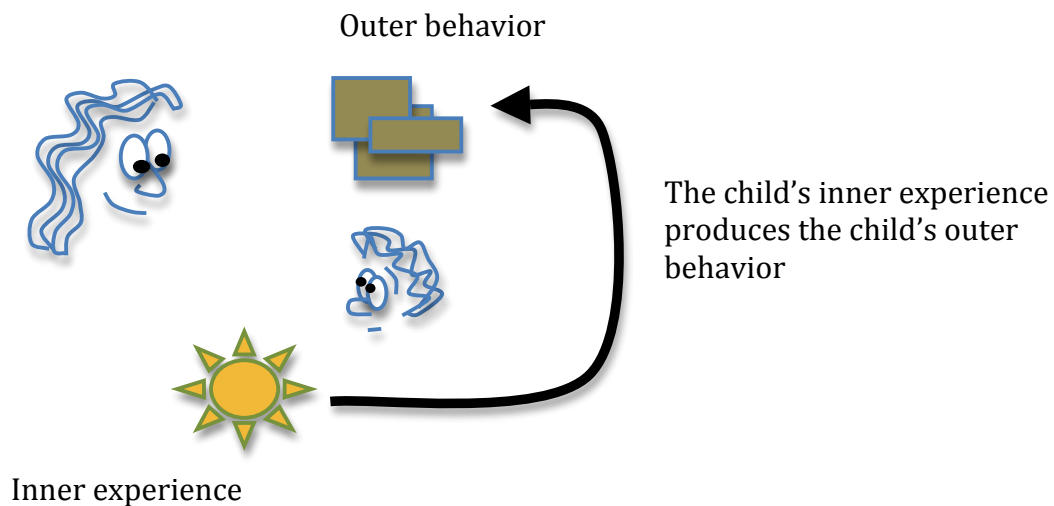 Outer behavior
The child’s inner experience
produces the child’s outer
behavior
Inner experience